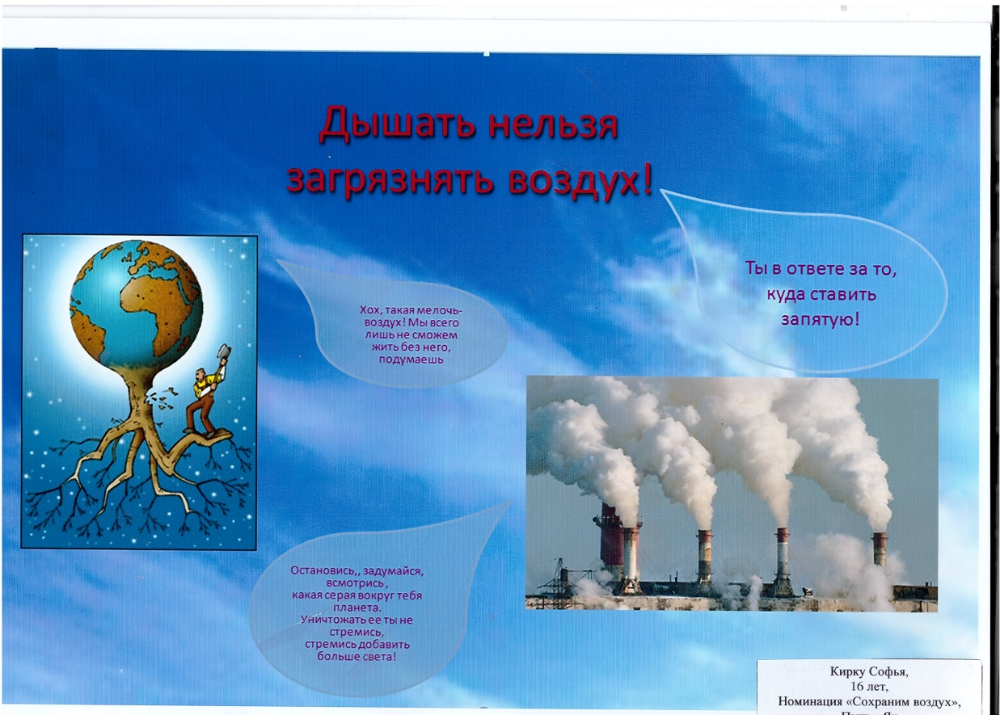 Дышать нельзя
загрязнять воздух!
Ты в ответе за то,
куда ставить
запятую!
Хох, такая мелочь-
воздух! Мы всего
лишь не сможем
жить без него,
подумаешь
Остановись,, задумайся,
всмотрись,
какая серая вокруг тебя
планета.
Уничтожать ее ты не
стремись,
стремись добавить
больше света!
Кирку Софья,
16 лет,
Номинация «Сохраним воздух»,